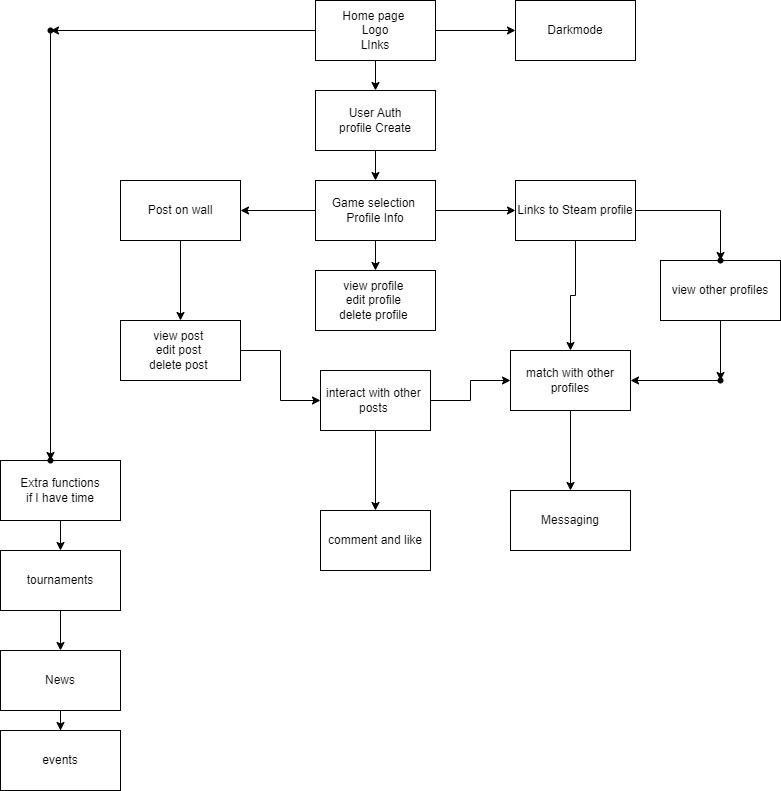 Home page
Logo
LInks
Darkmode
User Auth
profile Create
Post on wall
Game selection
Profile Info
Links to Steam profile
view profile
edit profile
delete profile
view other profiles
view post
edit post
delete post
interact with other
posts
match with other
profiles
Extra functions
if I have time
comment and like
Messaging
tournaments
News
events